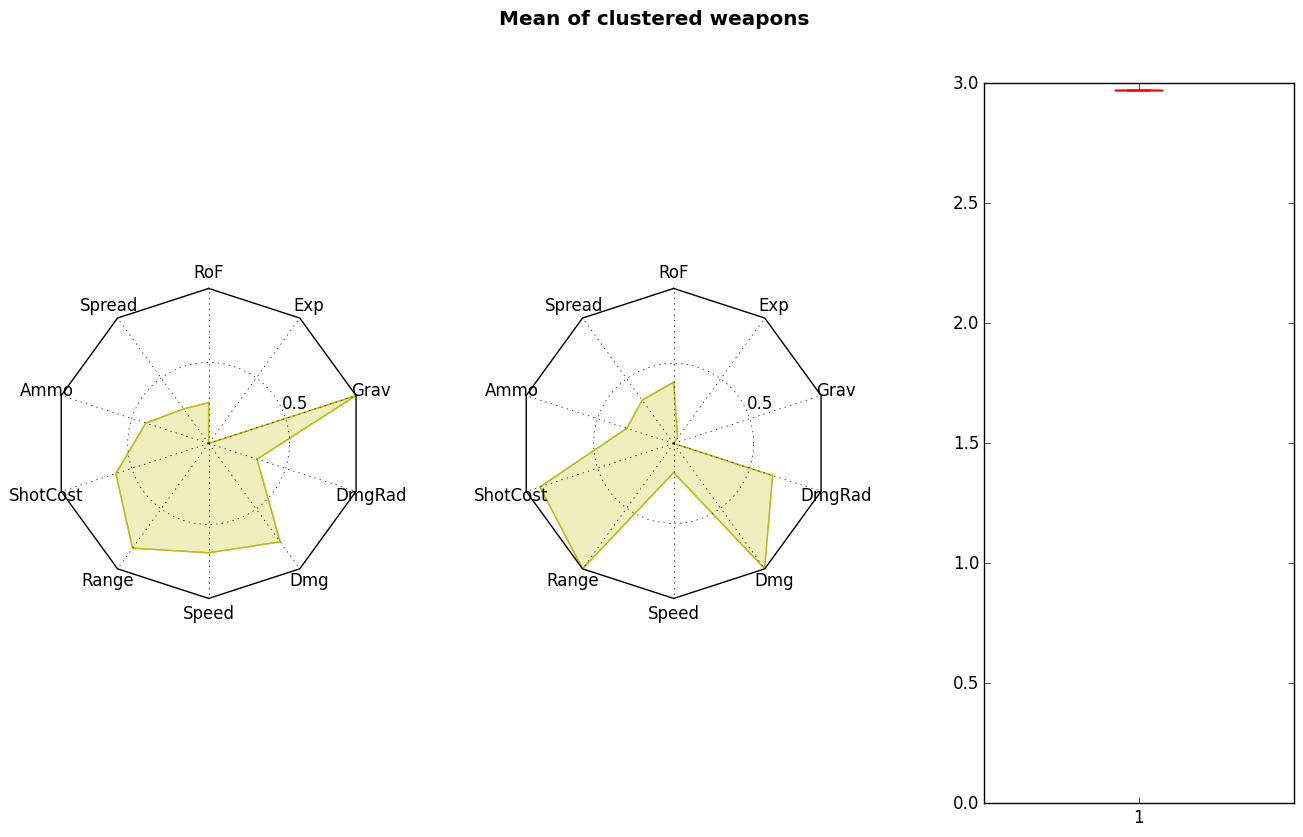 Mean of clustered weapons
RoF
Exp
Spread
Grav
Ammo
0.5
ShotCost
DmgRad
Range
Dmg
Speed
RoF
Exp
Spread
Grav
Ammo
0.5
ShotCost
DmgRad
Range
Dmg
Speed
3.0
2.5
2.0
1.5
1.0
0.5
0.0
1